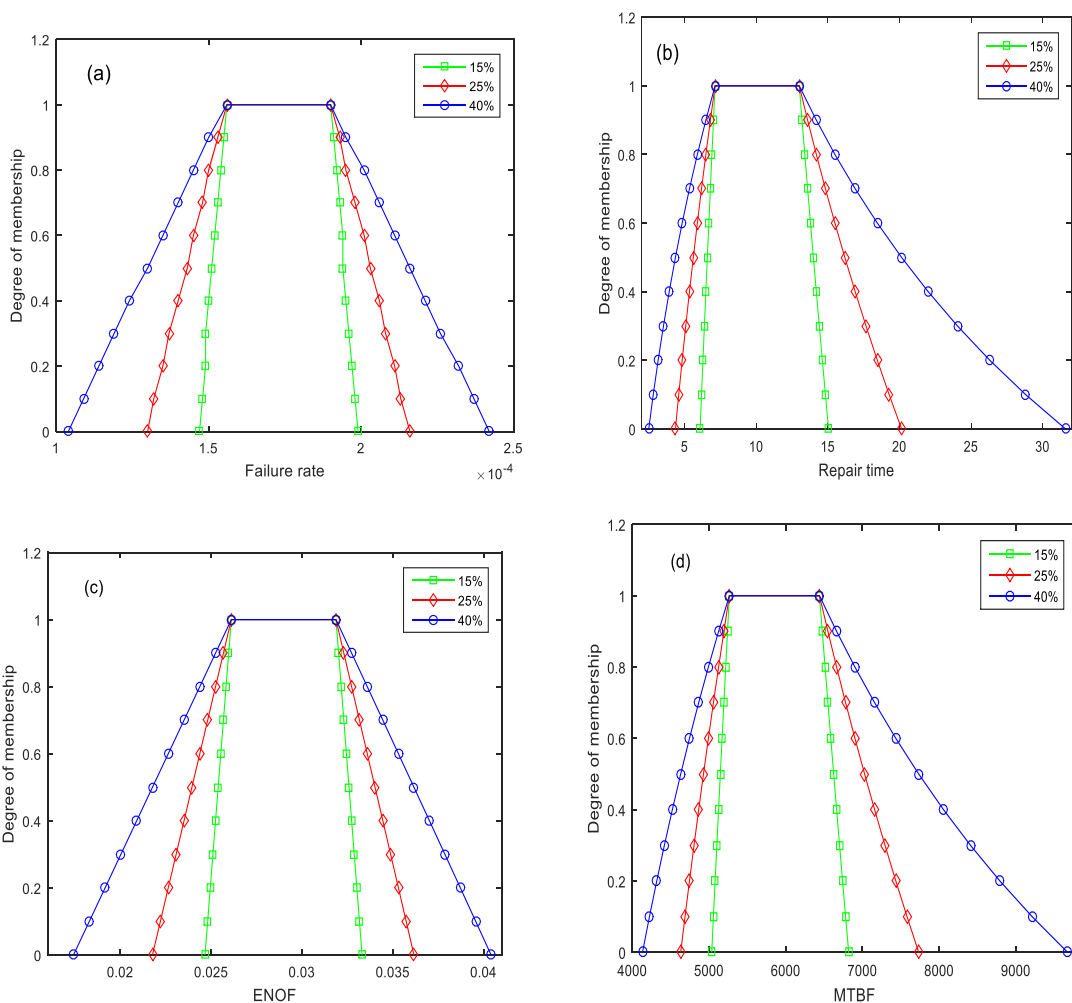 (a)
15%
25%
40%
1.2
1
0.8
0.6
0.4
0.2
0
Degree of membership
1 1.5 2 2.5
Failure rate
×10⁻⁴
(b)
15%
25%
40%
1.2
1
0.8
0.6
0.4
0.2
0
Degree of membership
5 10 15 20 25 30
Repair time
(c)
15%
25%
40%
1.2
1
0.8
0.6
0.4
0.2
0
Degree of membership
0.02 0.025 0.03 0.035 0.04
ENOF
(d)
15%
25%
40%
1.2
1
0.8
0.6
0.4
0.2
0
Degree of membership
4000 5000 6000 7000 8000 9000
MTBF